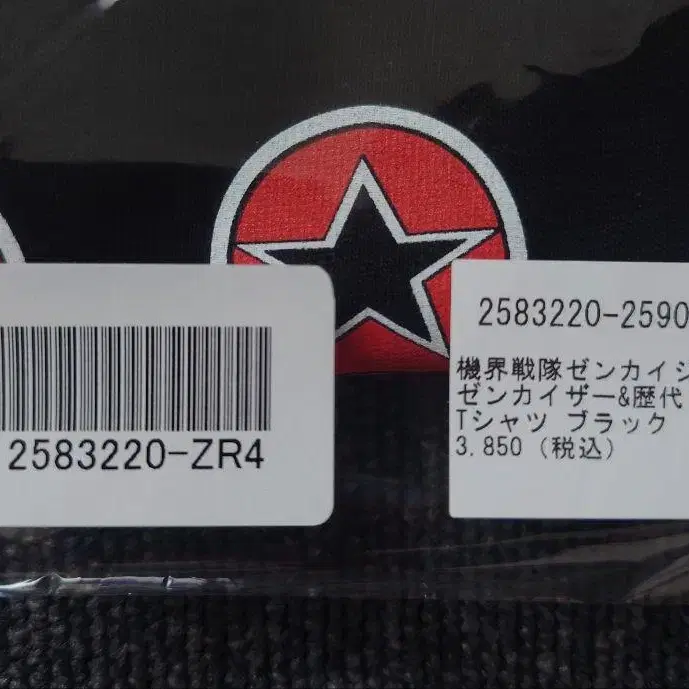 2583220-ZR4
2583220-2590
機界戦隊ゼンカイジ
ゼンカイザー&歴代
Tシャツ ブラック
3.850 (税込)